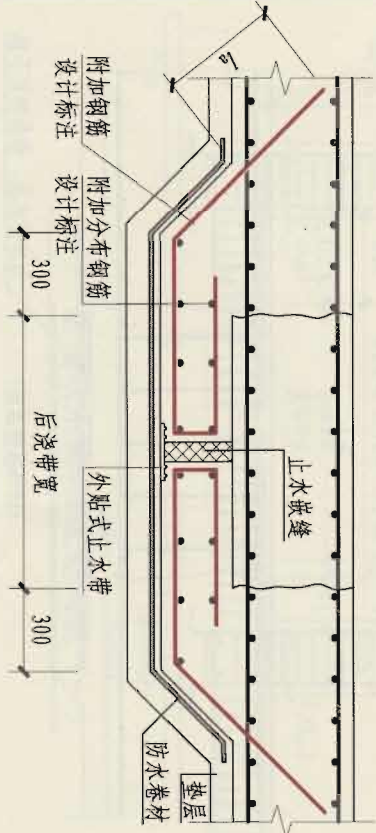 lₐ
附加钢筋
设计标注
附加分布钢筋
设计标注
300
后浇带宽
300
外贴式止水带
止水嵌缝
防水卷材
垫层